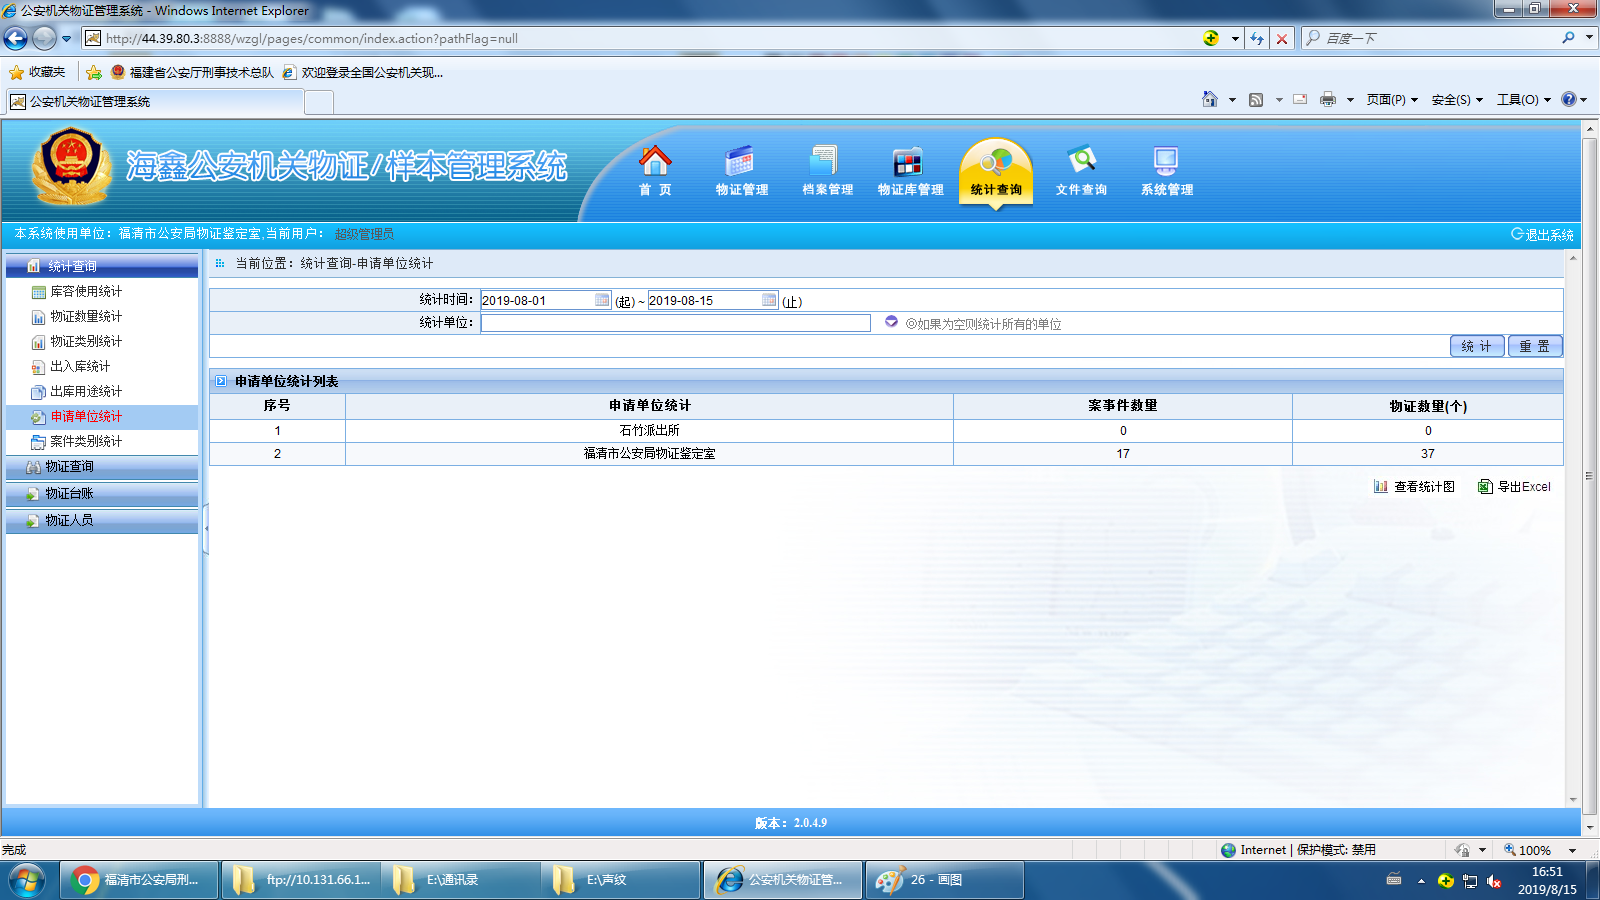 公安机关物证管理系统 - Windows Internet Explorer
http://44.39.80.3:8888/wzgl/pages/common/index.action?pathFlag=null
百度一下
收藏夹
福建省公安厅刑事技术总队
欢迎登录全国公安机关现...
公安机关物证管理系统
页面(P)
安全(S)
工具(O)
海鑫公安机关物证/样本管理系统
首 页
物证管理
档案管理
物证库管理
统计查询
文件查询
系统管理
本系统使用单位：福清市公安局物证鉴定室,当前用户： 超级管理员
退出系统
统计查询
库容使用统计
物证数量统计
物证类别统计
出入库统计
出库用途统计
申请单位统计
案件类别统计
物证查询
物证台账
物证人员
当前位置：统计查询-申请单位统计
统计时间： 2019-08-01 (起) ~ 2019-08-15 (止)
统计单位： ◎如果为空则统计所有的单位
统 计 重 置
申请单位统计列表
序号 申请单位统计 案事件数量 物证数量(个)
1 石竹派出所 0 0
2 福清市公安局物证鉴定室 17 37
查看统计图 导出Excel
版本：2.0.4.9
完成
Internet | 保护模式: 禁用
100%
福清市公安局刑...
ftp://10.131.66.1...
E:\通讯录
E:\声纹
公安机关物证管...
26 - 画图
16:51
2019/8/15